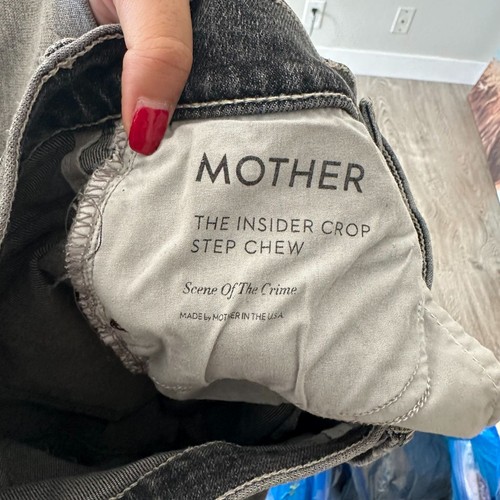 MOTHER
THE INSIDER CROP
STEP CHEW
Scene Of The Crime
MADE by MOTHER IN THE U.S.A.